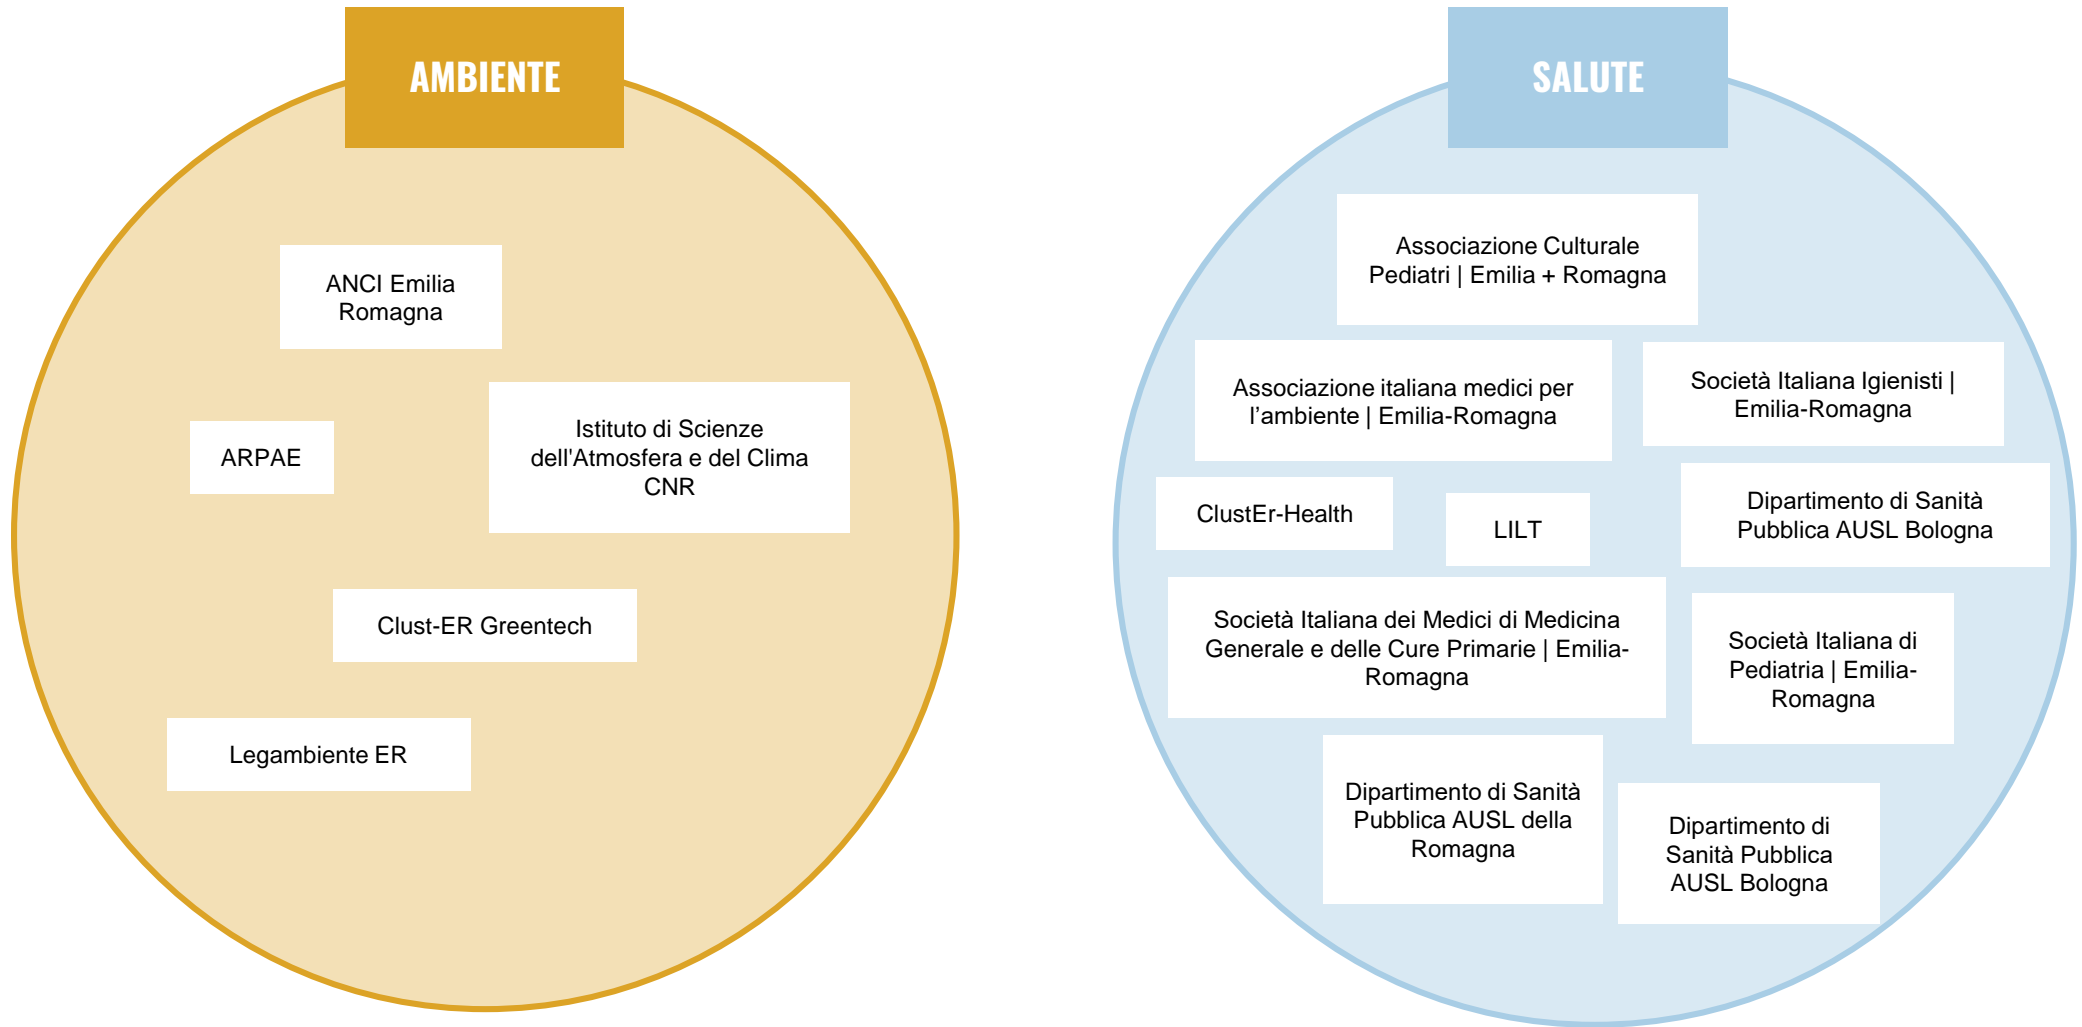 AMBIENTE
ANCI Emilia
Romagna
ARPAE
Istituto di Scienze
dell'Atmosfera e del Clima
CNR
Clust-ER Greentech
Legambiente ER
SALUTE
Associazione Culturale
Pediatri | Emilia + Romagna
Associazione italiana medici per
l’ambiente | Emilia-Romagna
Società Italiana Igienisti |
Emilia-Romagna
ClustEr-Health
LILT
Dipartimento di Sanità
Pubblica AUSL Bologna
Società Italiana dei Medici di Medicina
Generale e delle Cure Primarie | Emilia-
Romagna
Società Italiana di
Pediatria | Emilia-
Romagna
Dipartimento di Sanità
Pubblica AUSL della
Romagna
Dipartimento di
Sanità Pubblica
AUSL Bologna